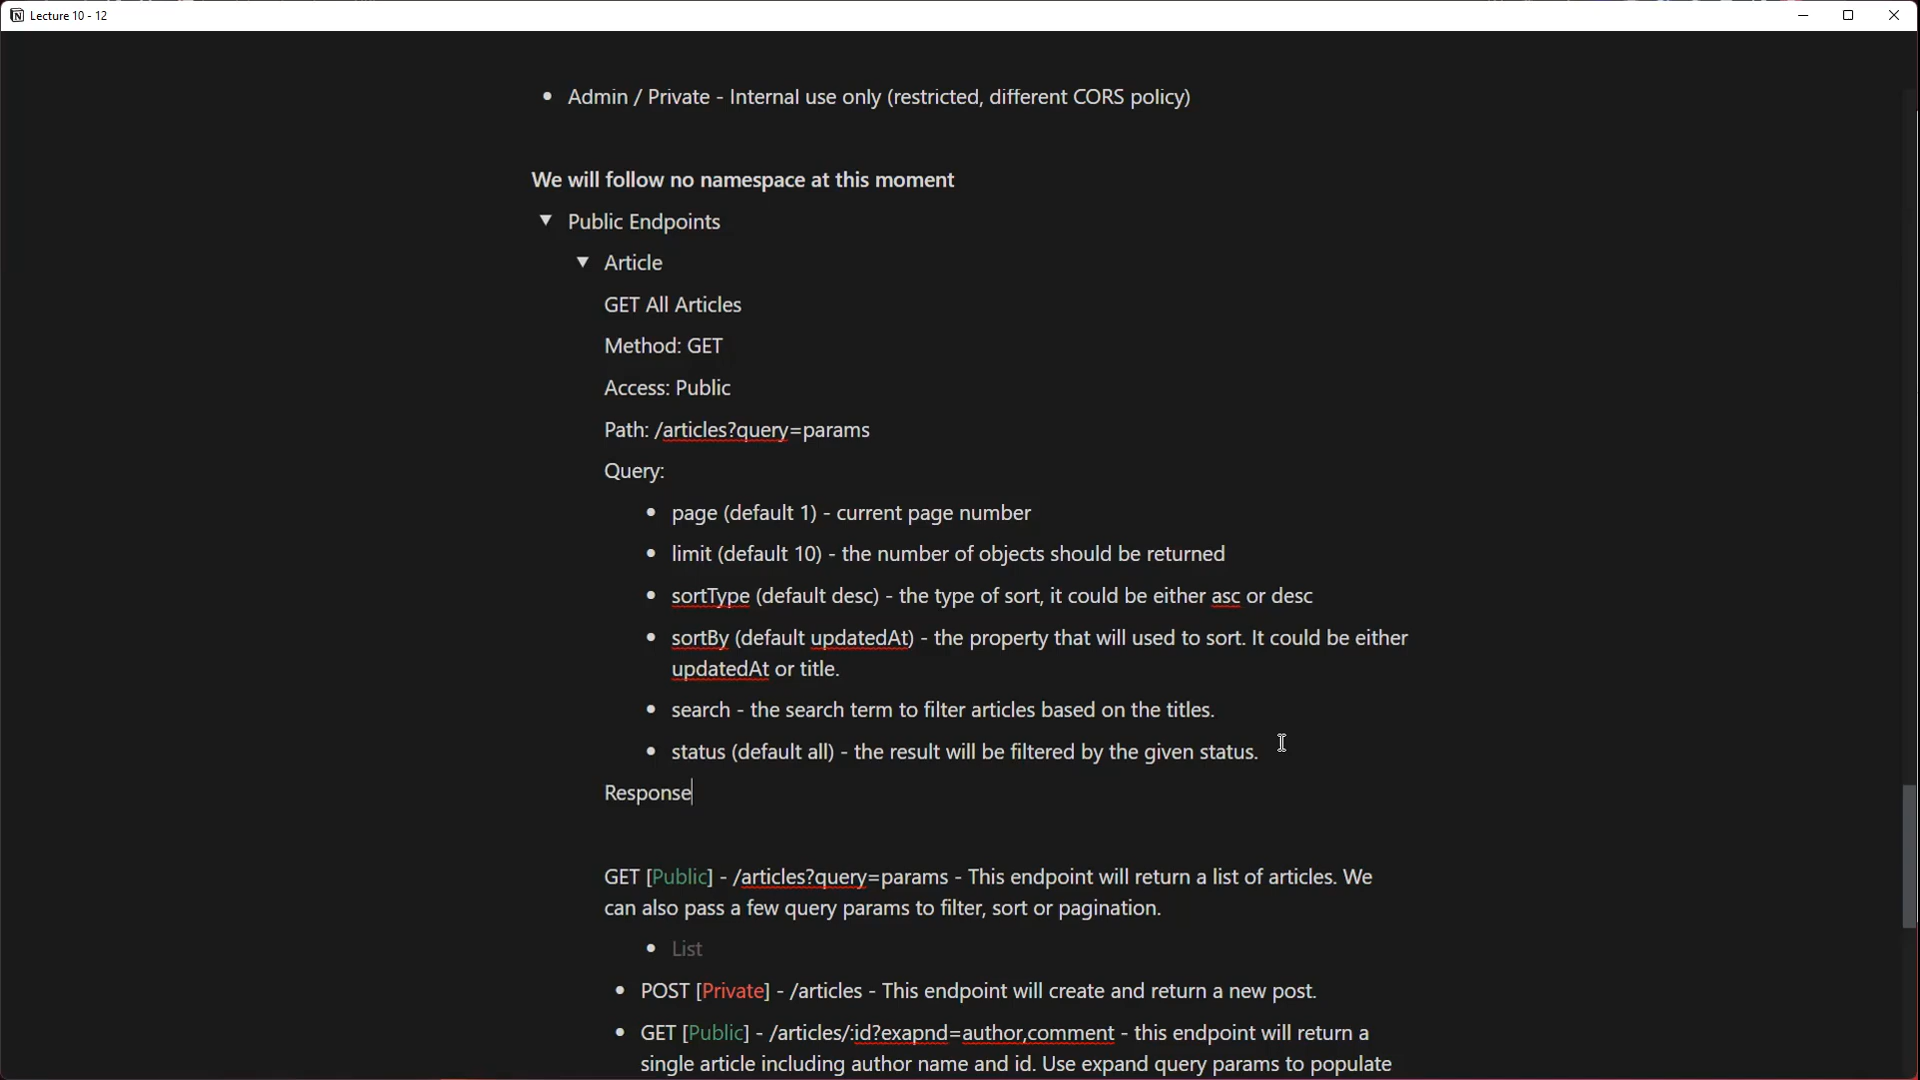 Lecture 10 - 12
Admin / Private - Internal use only (restricted, different CORS policy)
We will follow no namespace at this moment
Public Endpoints
Article
GET All Articles
Method: GET
Access: Public
Path: /articles?query=params
Query:
page (default 1) - current page number
limit (default 10) - the number of objects should be returned
sortType (default desc) - the type of sort, it could be either asc or desc
sortBy (default updatedAt) - the property that will used to sort. It could be either
updatedAt or title.
search - the search term to filter articles based on the titles.
status (default all) - the result will be filtered by the given status.
Response
GET [Public] - /articles?query=params - This endpoint will return a list of articles. We
can also pass a few query params to filter, sort or pagination.
List
POST [Private] - /articles - This endpoint will create and return a new post.
GET [Public] - /articles/:id?exapnd=author,comment - this endpoint will return a
single article including author name and id. Use expand query params to populate